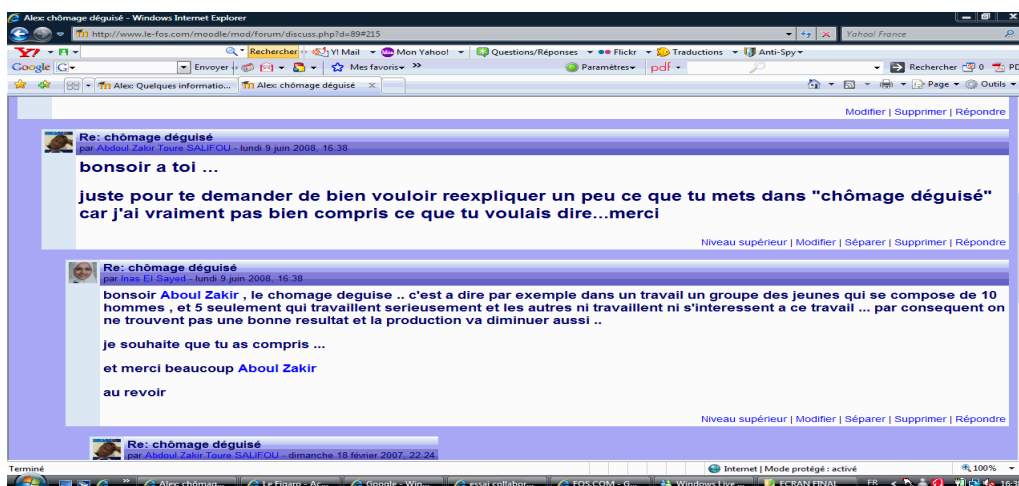 Alex: chômage déguisé - Windows Internet Explorer
http://www.le-fos.com/moodle/mod/forum/discuss.php?d=89#215
Yahoo! France
Rechercher Y! Mail Mon Yahoo! Questions/Réponses Flickr Traductions Anti-Spy
Google G Envoyer Mes favoris » Paramètres pdf Rechercher 0 PD
Alex: Quelques informatio... Alex: chômage déguisé Page Outils
Modifier | Supprimer | Répondre
Re: chômage déguisé
par Abdoul Zakir Toure SALIFOU - lundi 9 juin 2008, 16:38
bonsoir a toi ...
juste pour te demander de bien vouloir reexpliquer un peu ce que tu mets dans "chômage déguisé"
car j'ai vraiment pas bien compris ce que tu voulais dire...merci
Niveau supérieur | Modifier | Séparer | Supprimer | Répondre
Re: chômage déguisé
par Inas El Sayed - lundi 9 juin 2008, 16:38
bonsoir Aboul Zakir , le chomage deguise .. c'est a dire par exemple dans un travail un groupe des jeunes qui se compose de 10
hommes , et 5 seulement qui travaillent serieusement et les autres ni travaillent ni s'interessent a ce travail ... par consequent on
ne trouvent pas une bonne resultat et la production va diminuer aussi ..
je souhaite que tu as compris ...
et merci beaucoup Aboul Zakir
au revoir
Niveau supérieur | Modifier | Séparer | Supprimer | Répondre
Re: chômage déguisé
par Abdoul Zakir Toure SALIFOU - dimanche 18 février 2007, 22:24
Terminé Internet | Mode protégé : activé 100%
Alex: chômag... Le Figaro - Ac... Google - Win... essai collabor... FOS.COM - G... Windows Live ... ECRAN FINAL FR 16:38